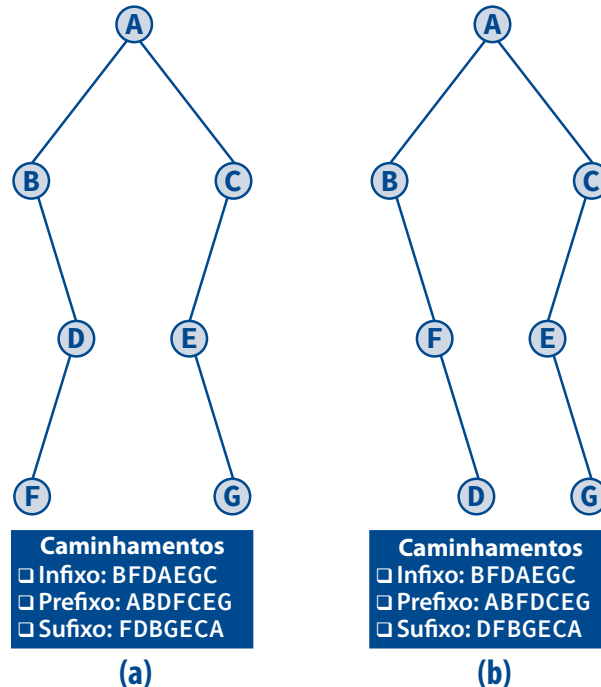 A
A
B
C
B
C
D
E
F
E
F
G
D
G
Caminhamentos
❑ Infixo: BFDAEGC
❑ Prefixo: ABDFCEG
❑ Sufixo: FDBGECA
(a)
Caminhamentos
❑ Infixo: BFDAEGC
❑ Prefixo: ABFDCEG
❑ Sufixo: DFBGECA
(b)